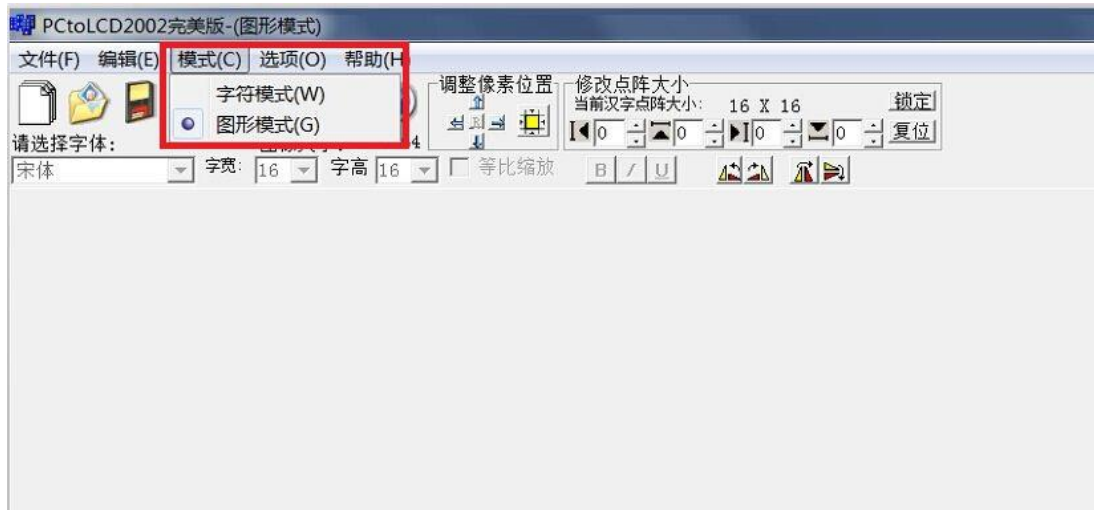 PCtoLCD2002完美版-(图形模式)
文件(F) 编辑(E) 模式(C) 选项(O) 帮助(H
字符模式(W)
图形模式(G)
调整像素位置
修改点阵大小
当前汉字点阵大小: 16 X 16 锁定
0 0 0 0 复位
请选择字体:
宋体 字宽: 16 字高 16 等比缩放 B I U